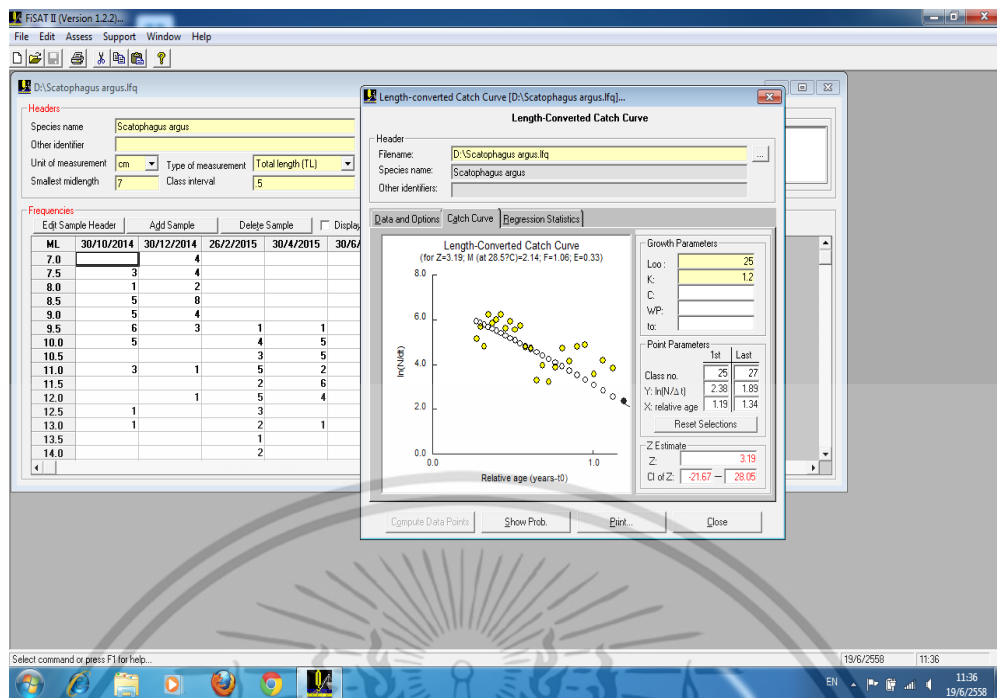 FiSAT II (Version 1.2.2)...
File Edit Assess Support Window Help
D:\Scatophagus argus.lfq
Headers
Species name Scatophagus argus
Other identifier
Unit of measurement cm Type of measurement Total length (TL)
Smallest midlength 7 Class interval .5
Frequencies
Edit Sample Header Add Sample Delete Sample Display
ML 30/10/2014 30/12/2014 26/2/2015 30/4/2015 30/6/
7.0 4
7.5 3 4
8.0 1 2
8.5 5 8
9.0 5 4
9.5 6 3 1 1
10.0 5 4 5
10.5 3 5
11.0 3 1 5 2
11.5 2 6
12.0 1 5 4
12.5 1 3
13.0 1 2 1
13.5 1
14.0 2
Length-converted Catch Curve [D:\Scatophagus argus.lfq]...
Length-Converted Catch Curve
Header
Filename: D:\Scatophagus argus.lfq ...
Species name: Scatophagus argus
Other identifiers:
Data and Options Catch Curve Regression Statistics
Length-Converted Catch Curve
(for Z=3.19; M (at 28.5?C)=2.14; F=1.06; E=0.33)
8.0
6.0
4.0
2.0
0.0
ln(N/dt)
0.0 1.0
Relative age (years-t0)
Growth Parameters
Loo : 25
K: 1.2
C:
WP:
to:
Point Parameters
1st Last
Class no. 25 27
Y: ln(N/Δ t) 2.38 1.89
X: relative age 1.19 1.34
Reset Selections
Z Estimate
Z: 3.19
CI of Z: -21.67 — 28.05
Compute Data Points Show Prob. Print... Close
Select command or press F1 for help... 19/6/2558 11:36
EN 11:36
19/6/2558